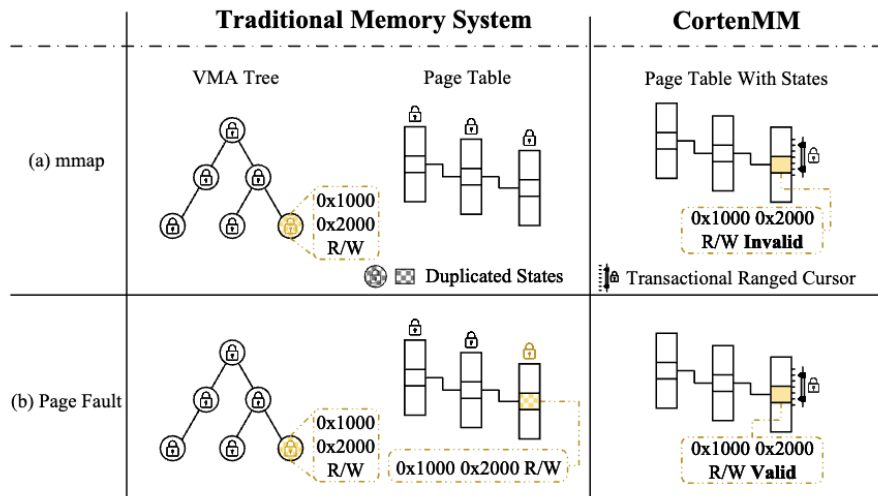 Traditional Memory System
CortenMM
VMA Tree
Page Table
Page Table With States
(a) mmap
0x1000
0x2000
R/W
0x1000 0x2000
R/W Invalid
Duplicated States
Transactional Ranged Cursor
(b) Page Fault
0x1000
0x2000
R/W
0x1000 0x2000 R/W
0x1000 0x2000
R/W Valid